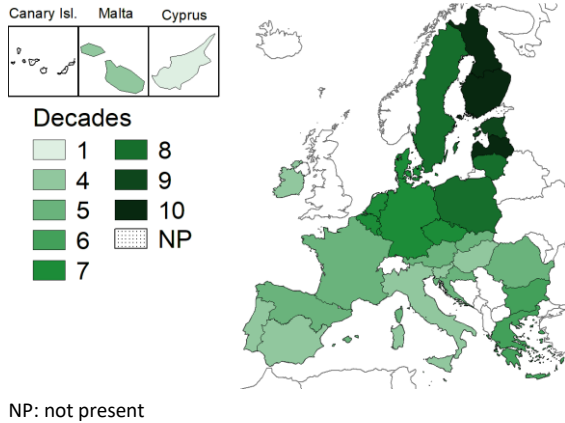 Canary Isl. Malta Cyprus
Decades
1 8
4 9
5 10
6 NP
7
NP: not present